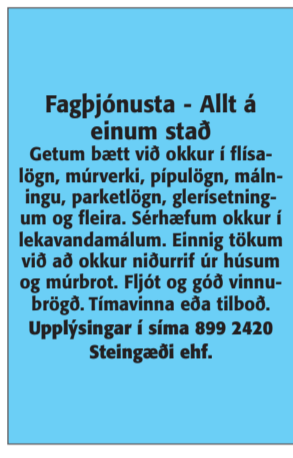 Fagþjónusta - Allt á
einum stað
Getum bætt við okkur í flísa-
lögn, múrverki, pípulögn, máln-
ingu, parketlögn, glerísetning-
um og fleira. Sérhæfum okkur í
lekavandamálum. Einnig tökum
við að okkur niðurrif úr húsum
og múrbrot. Fljót og góð vinnu-
brögð. Tímavinna eða tilboð.
Upplýsingar í síma 899 2420
Steingæði ehf.